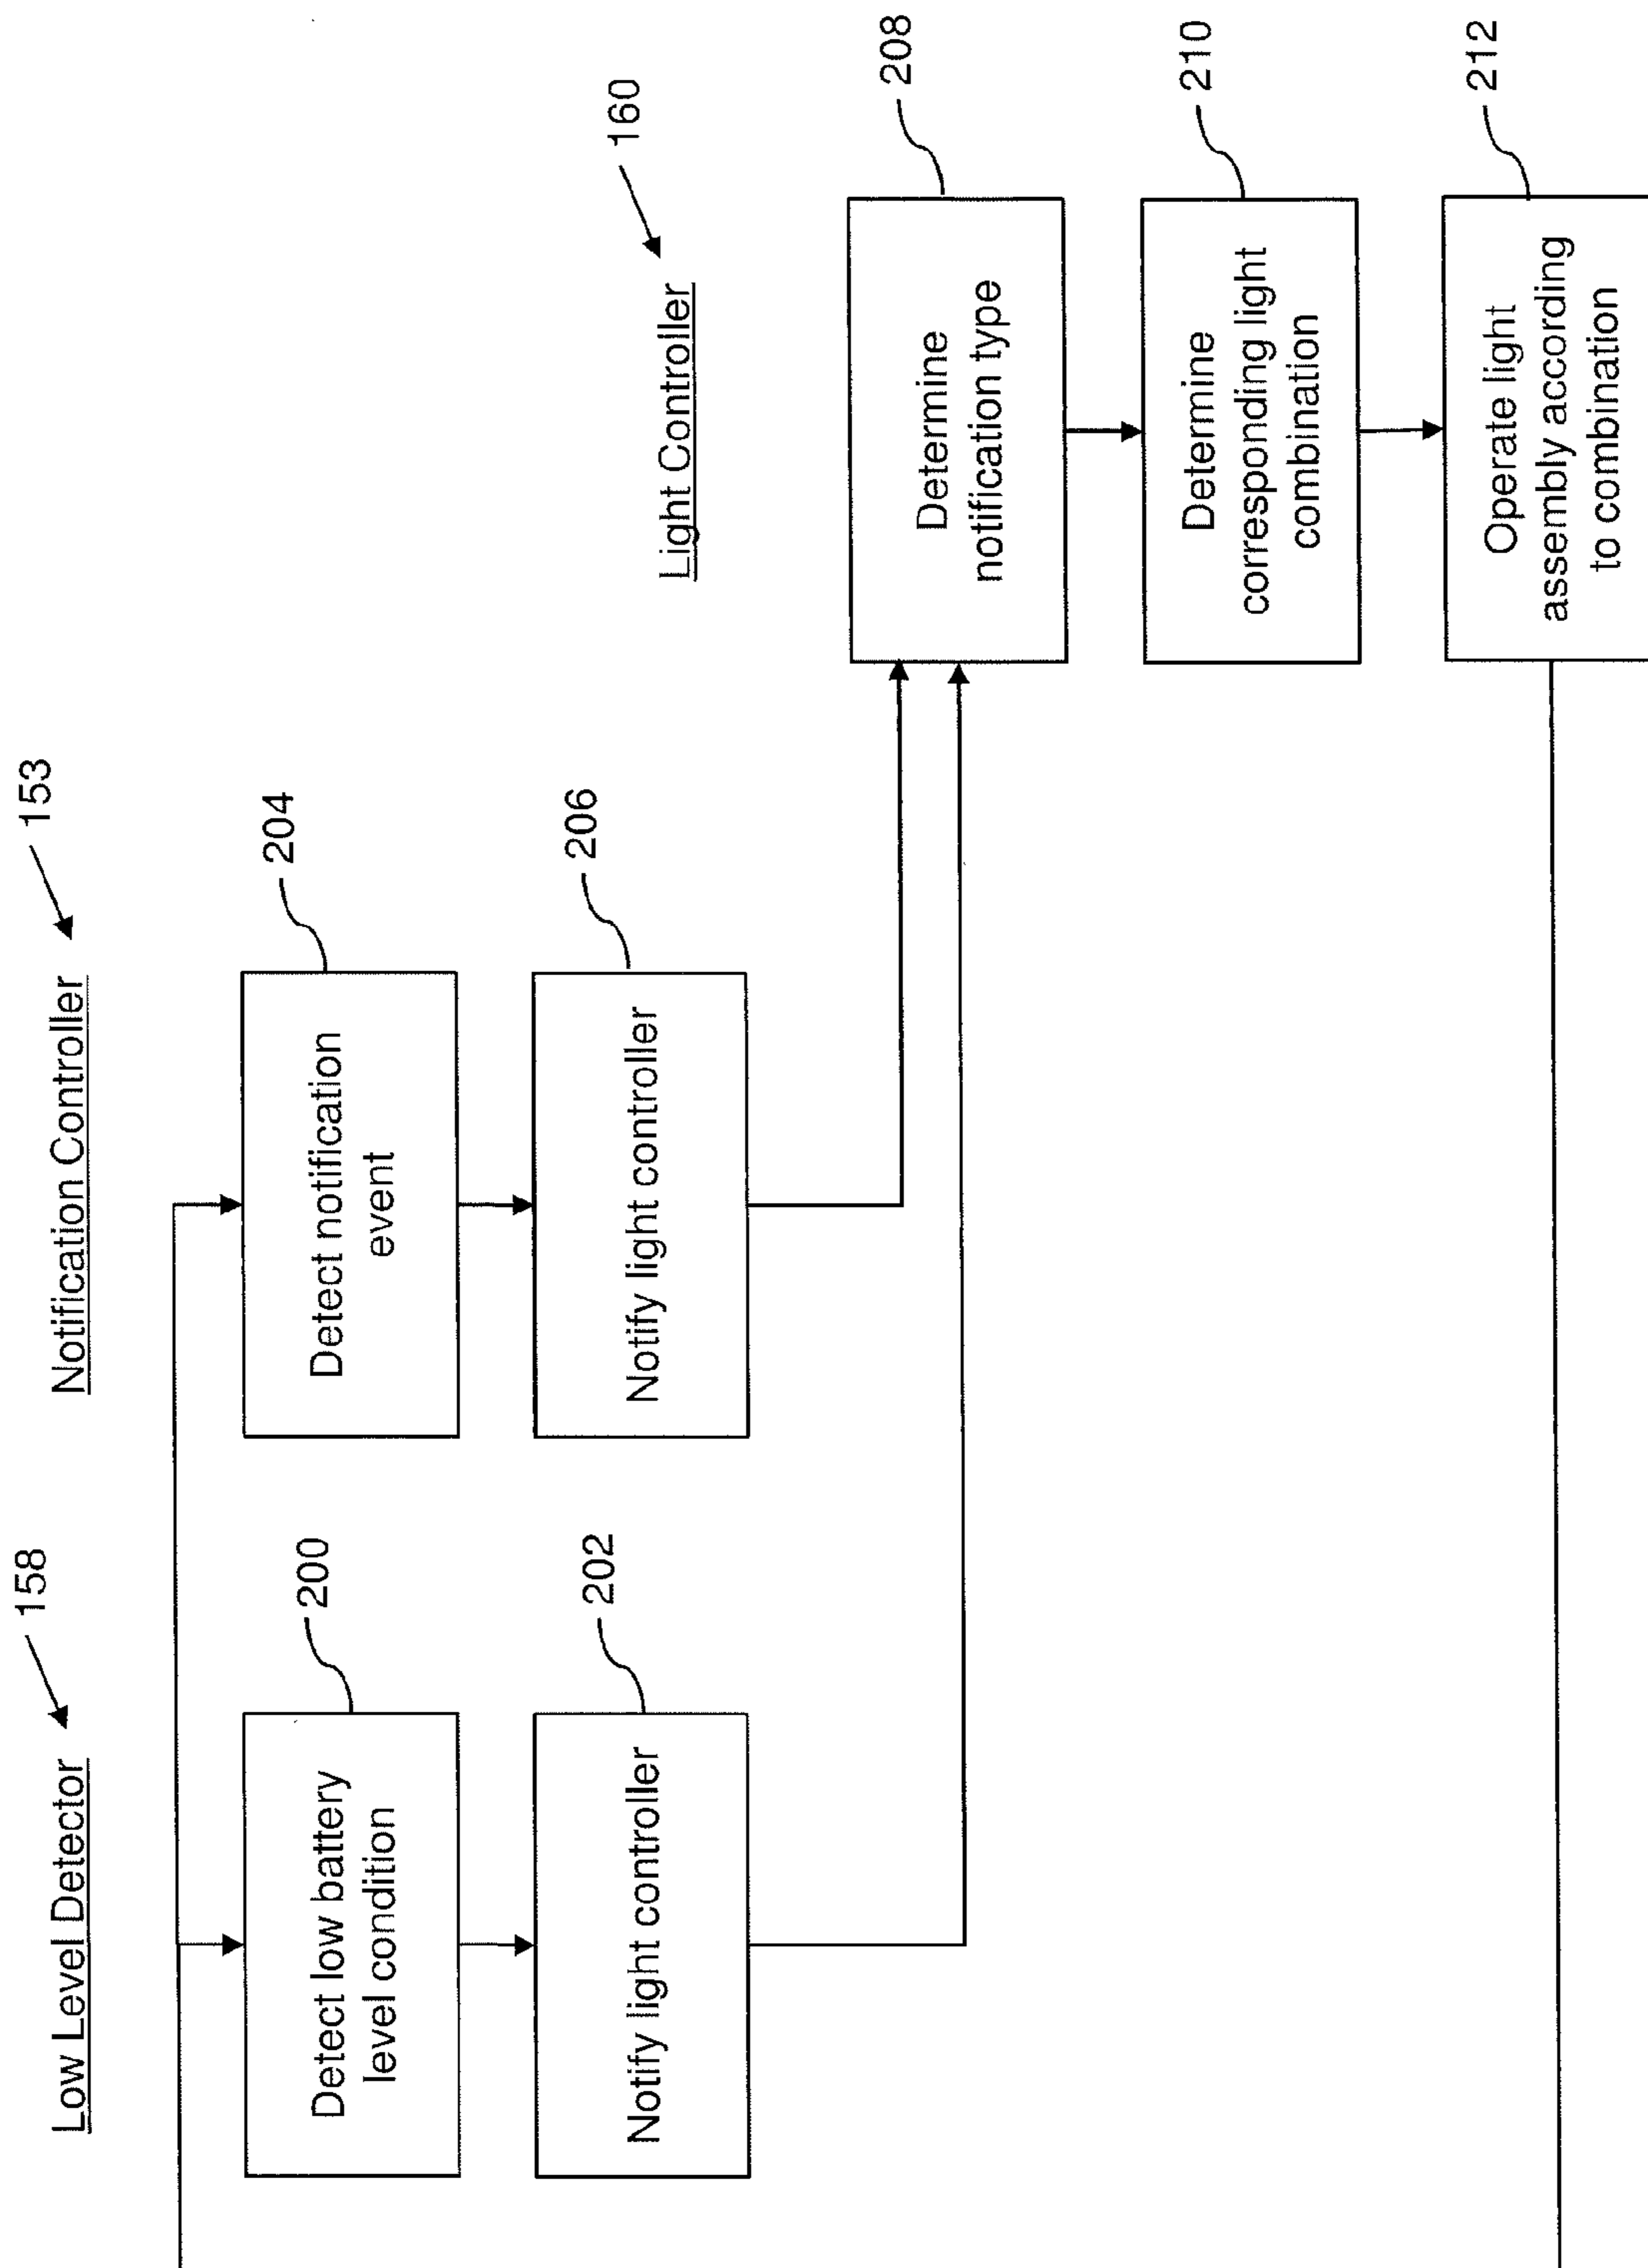 Low Level Detector
158
Notification Controller
153
Light Controller
160
Detect low battery
level condition
200
Notify light controller
202
Detect notification
event
204
Notify light controller
206
Determine
notification type
208
Determine
corresponding light
combination
210
Operate light
assembly according
to combination
212